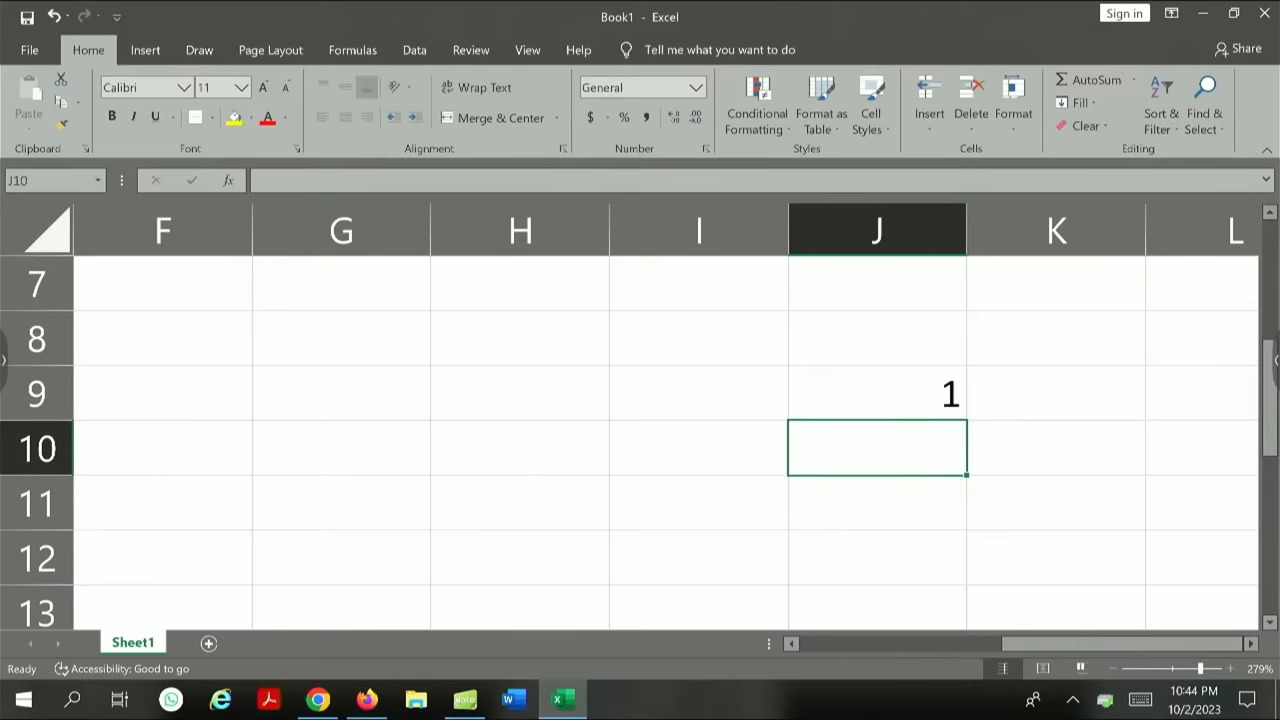 Book1 - Excel
Sign in
File Home Insert Draw Page Layout Formulas Data Review View Help Tell me what you want to do Share
Paste
Calibri 11
Wrap Text
Merge & Center
General
$ % ,
Conditional Formatting
Format as Table
Cell Styles
Insert Delete Format
AutoSum
Fill
Clear
Sort & Filter
Find & Select
B I U
Clipboard Font Alignment Number Styles Cells Editing
J10 fx
F G H I J K L
7
8
9 1
10
11
12
13
Sheet1
Ready Accessibility: Good to go 279%
10:44 PM
10/2/2023